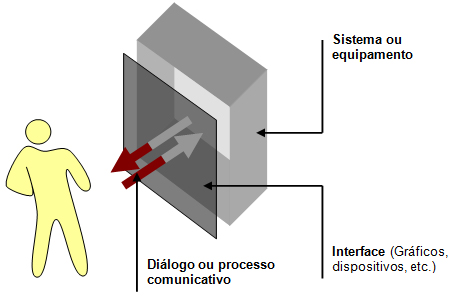 Sistema ou
equipamento
Interface (Gráficos,
dispositivos, etc.)
Diálogo ou processo
comunicativo